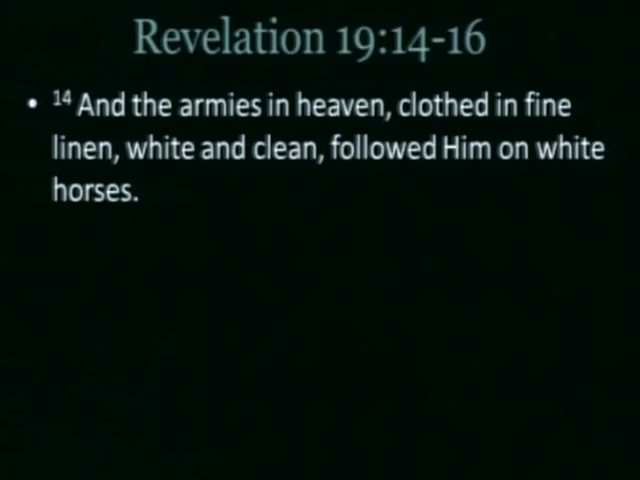 Revelation 19:14-16
• 14 And the armies in heaven, clothed in fine
linen, white and clean, followed Him on white
horses.